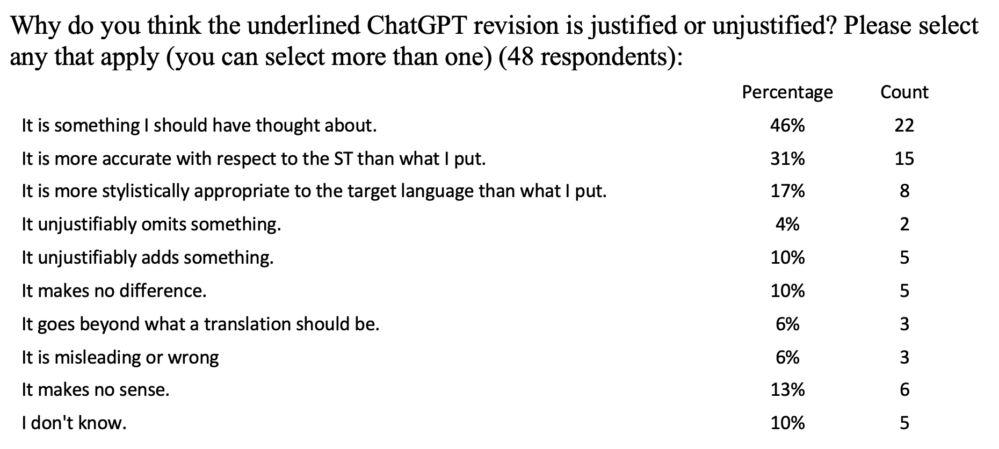 Why do you think the underlined ChatGPT revision is justified or unjustified? Please select
any that apply (you can select more than one) (48 respondents):
Percentage Count
It is something I should have thought about. 46% 22
It is more accurate with respect to the ST than what I put. 31% 15
It is more stylistically appropriate to the target language than what I put. 17% 8
It unjustifiably omits something. 4% 2
It unjustifiably adds something. 10% 5
It makes no difference. 10% 5
It goes beyond what a translation should be. 6% 3
It is misleading or wrong 6% 3
It makes no sense. 13% 6
I don't know. 10% 5